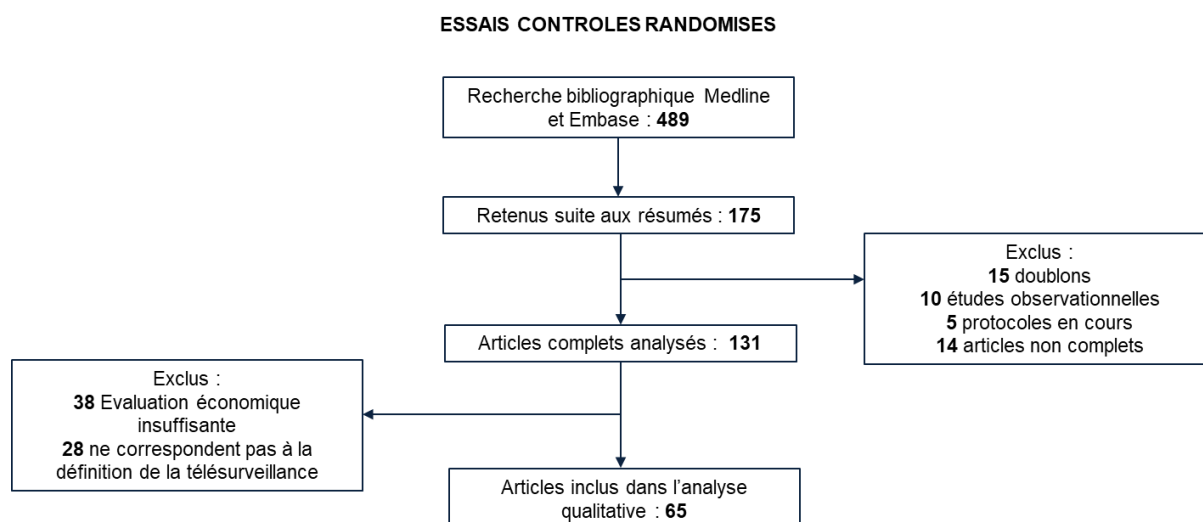 ESSAIS CONTROLES RANDOMISES
Recherche bibliographique Medline
et Embase : 489
Retenus suite aux résumés : 175
Exclus :
15 doublons
10 études observationnelles
5 protocoles en cours
14 articles non complets
Articles complets analysés : 131
Exclus :
38 Evaluation économique
insuffisante
28 ne correspondent pas à la
définition de la télésurveillance
Articles inclus dans l’analyse
qualitative : 65